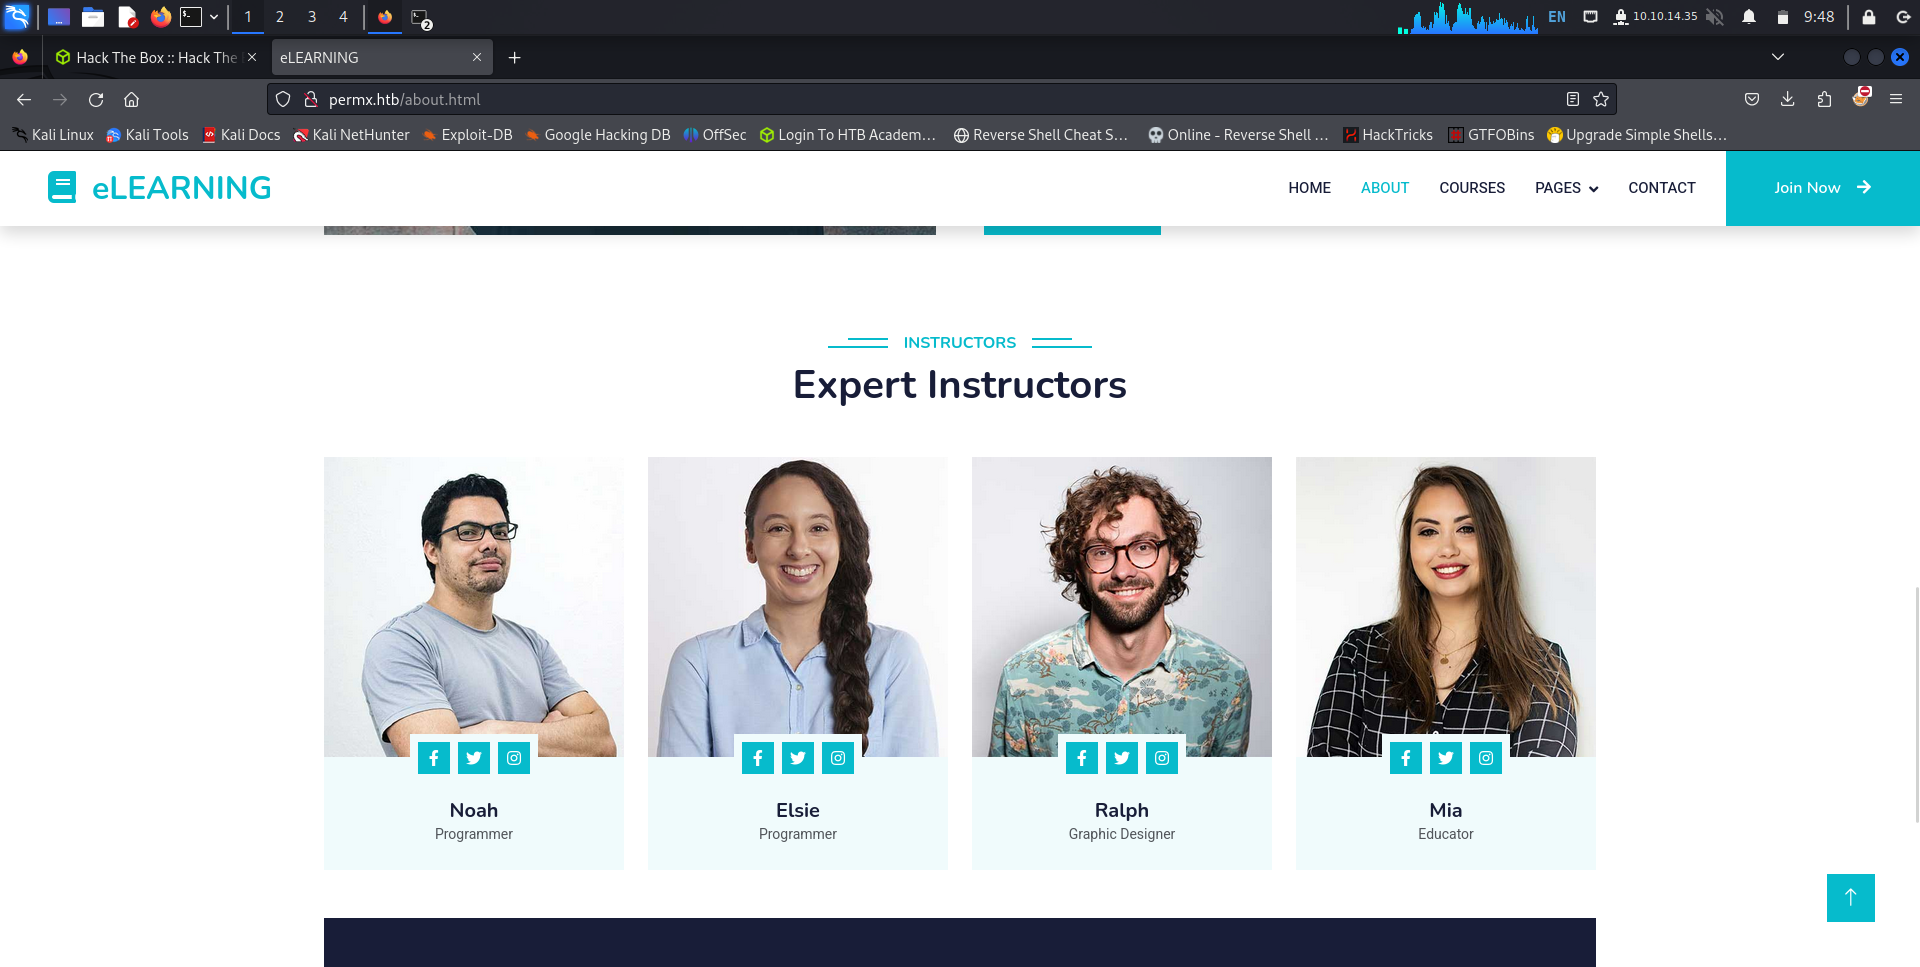 1 2 3 4 2 EN 10.10.14.35 9:48
Hack The Box :: Hack The eLEARNING
permx.htb/about.html
Kali Linux Kali Tools Kali Docs Kali NetHunter Exploit-DB Google Hacking DB OffSec Login To HTB Academ… Reverse Shell Cheat S… Online - Reverse Shell … HackTricks GTFOBins Upgrade Simple Shells…
eLEARNING HOME ABOUT COURSES PAGES CONTACT Join Now
INSTRUCTORS
Expert Instructors
Noah Elsie Ralph Mia
Programmer Programmer Graphic Designer Educator